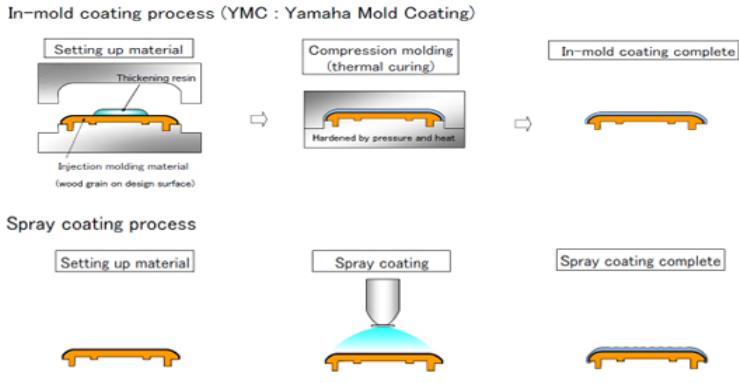 In-mold coating process (YMC : Yamaha Mold Coating)
Setting up material
Compression molding
(thermal curing)
In-mold coating complete
Thickening resin
Hardened by pressure and heat
Injection molding material
(wood grain on design surface)
Spray coating process
Setting up material
Spray coating
Spray coating complete